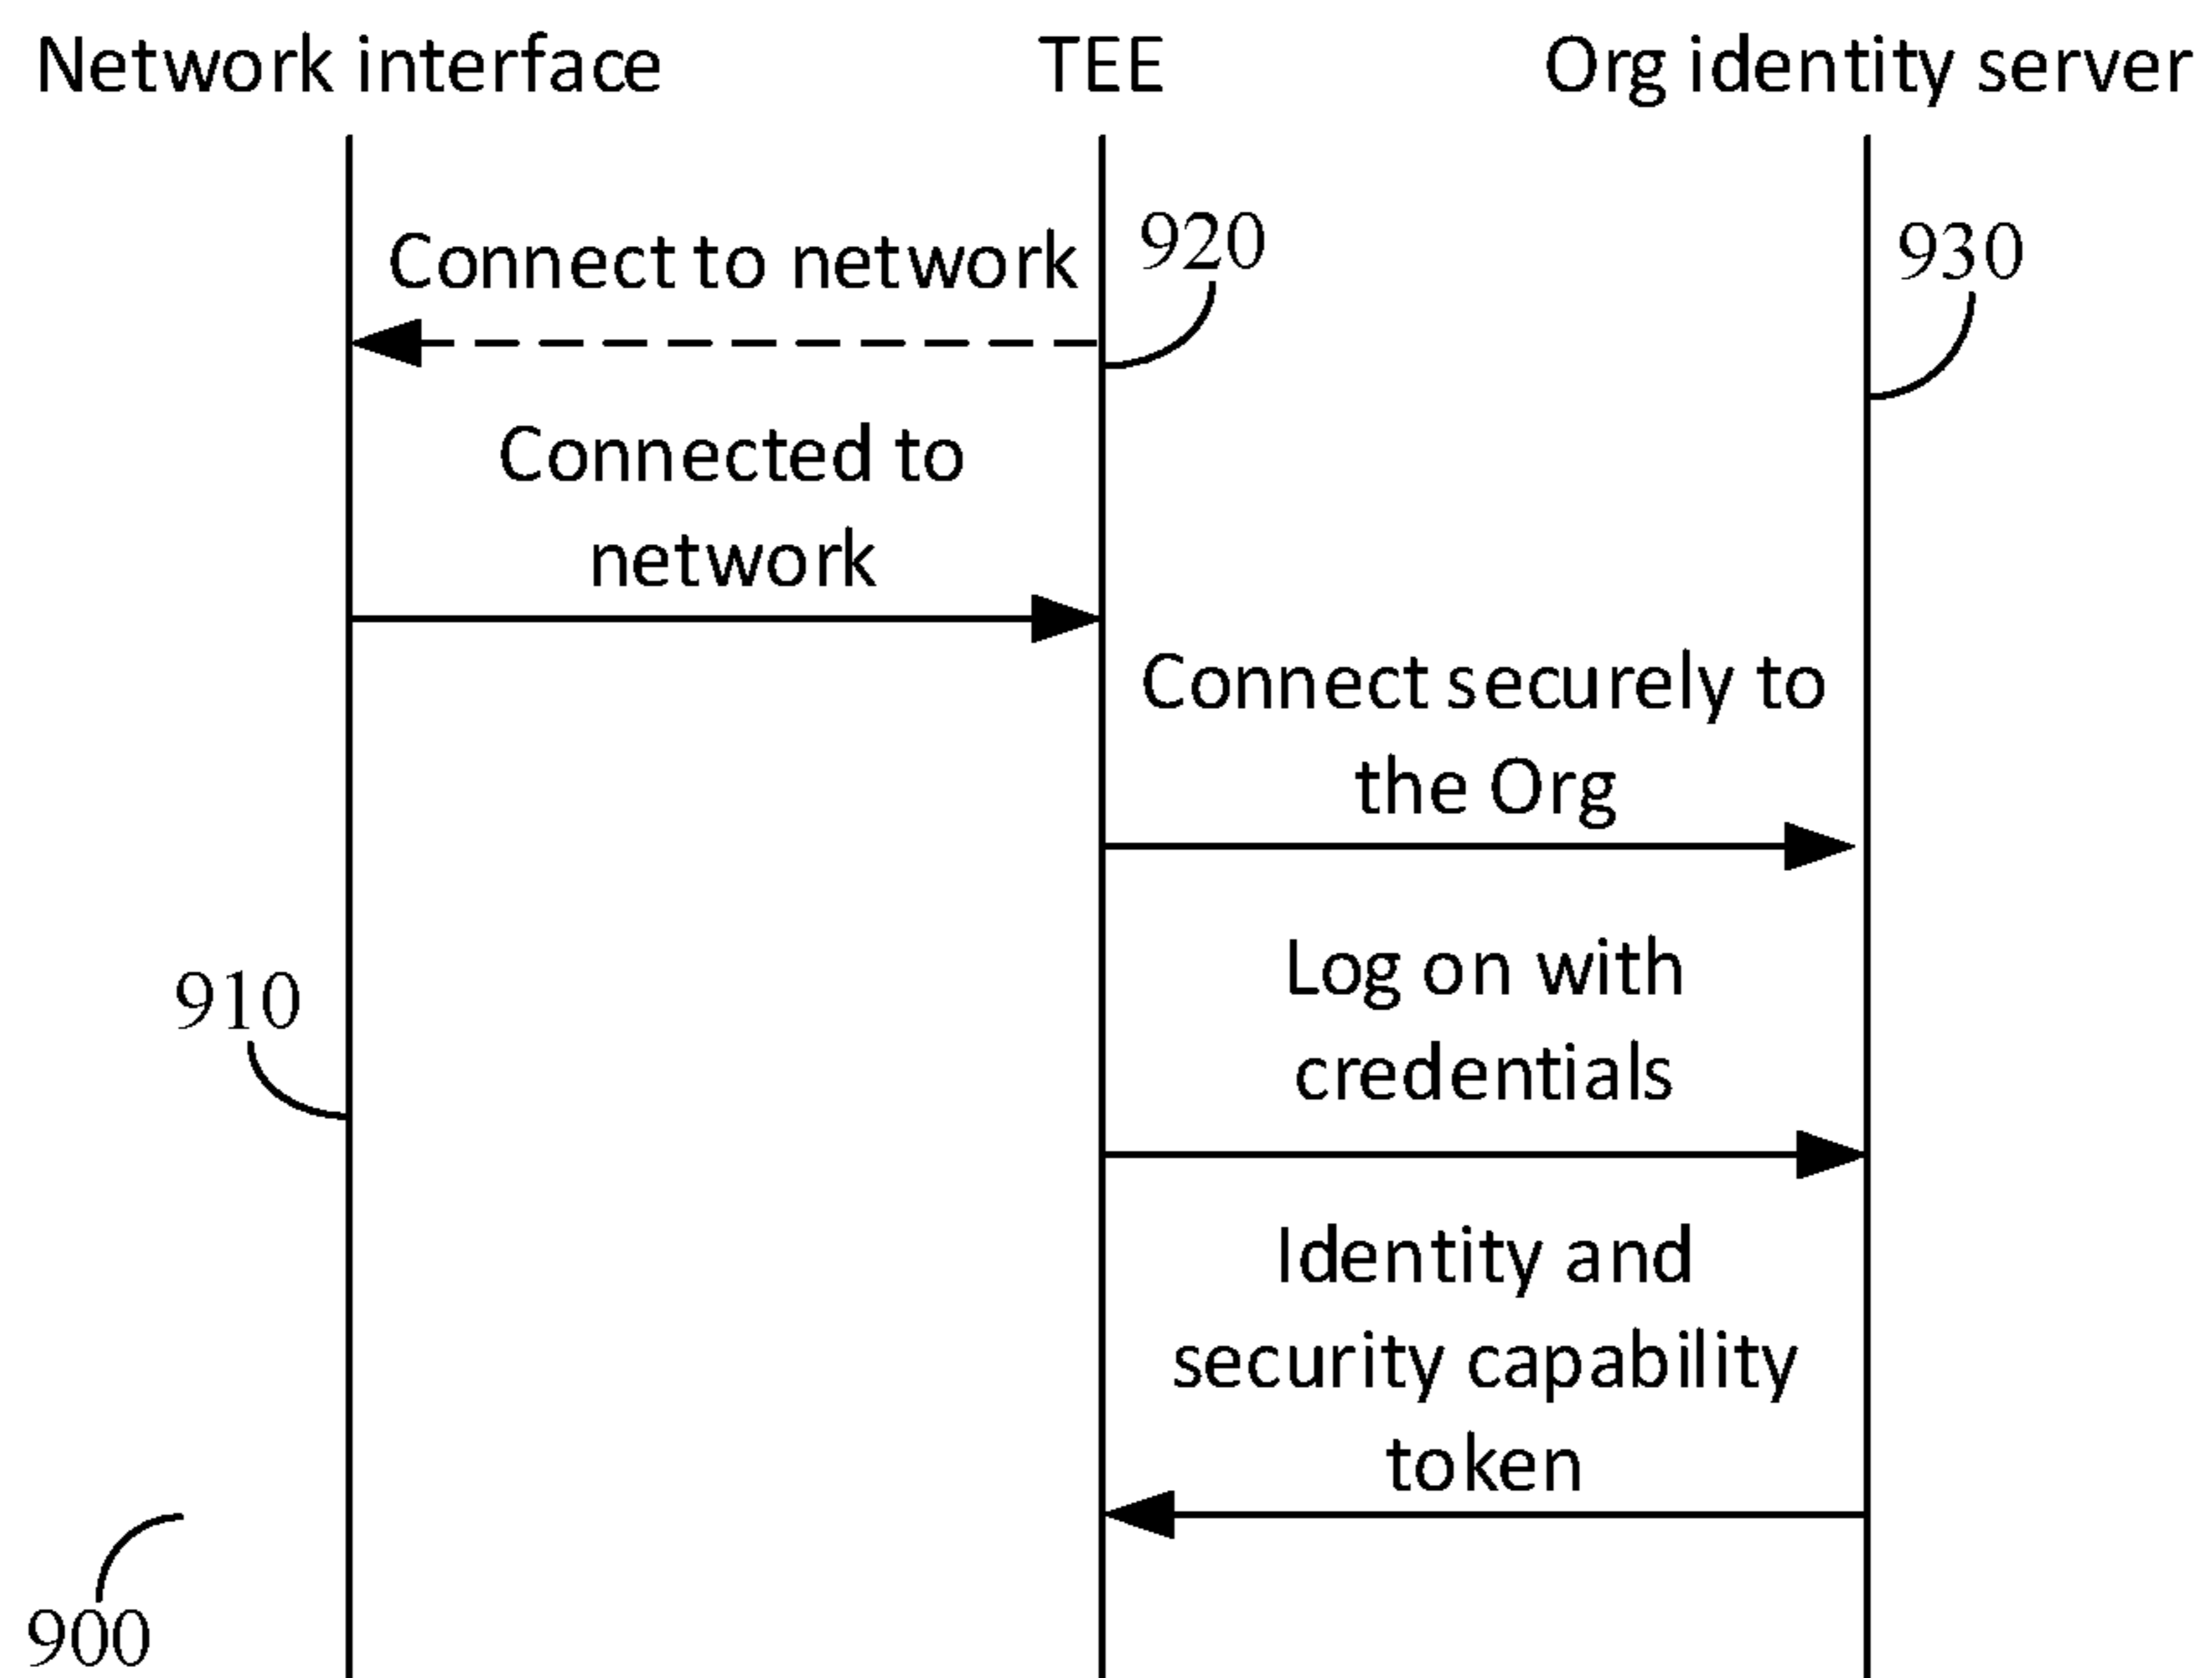 Network interface
TEE
Org identity server
920
930
Connect to network
Connected to
network
Connect securely to
the Org
910
Log on with
credentials
Identity and
security capability
token
900